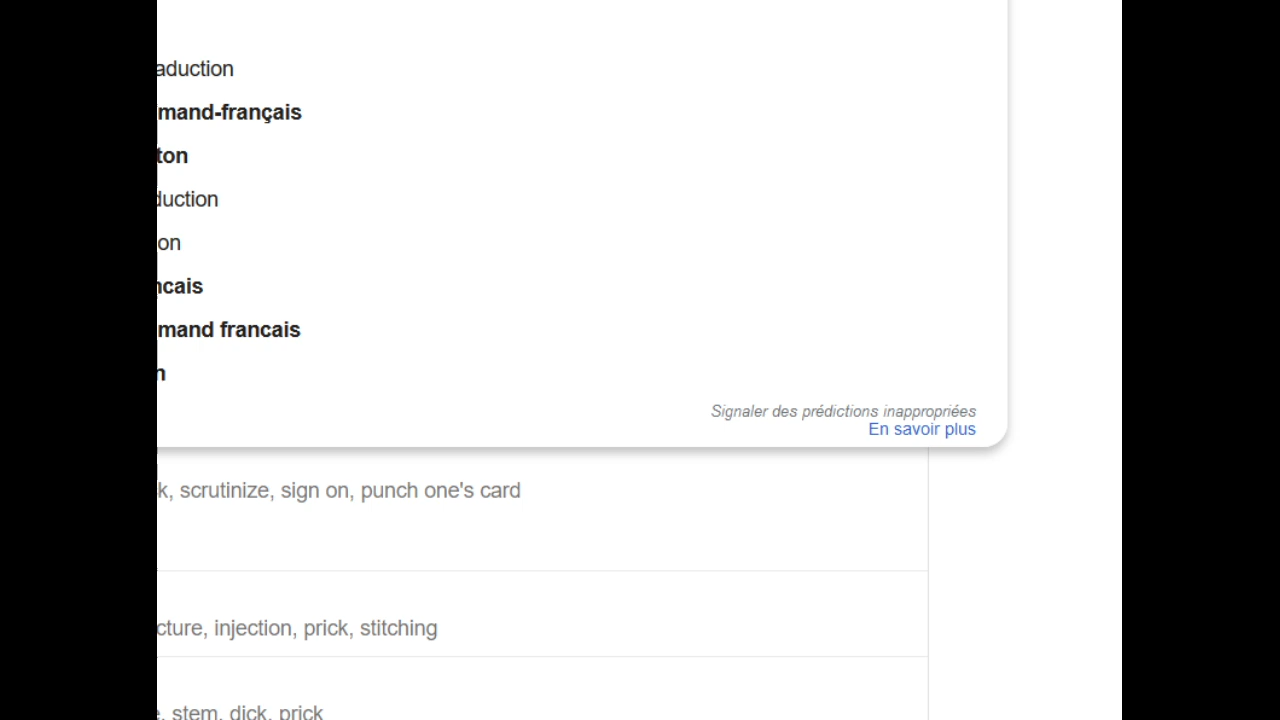 aduction
mand-français
ton
duction
on
ncais
mand francais
n
Signaler des prédictions inappropriées
En savoir plus
k, scrutinize, sign on, punch one's card
cture, injection, prick, stitching
e, stem, dick, prick